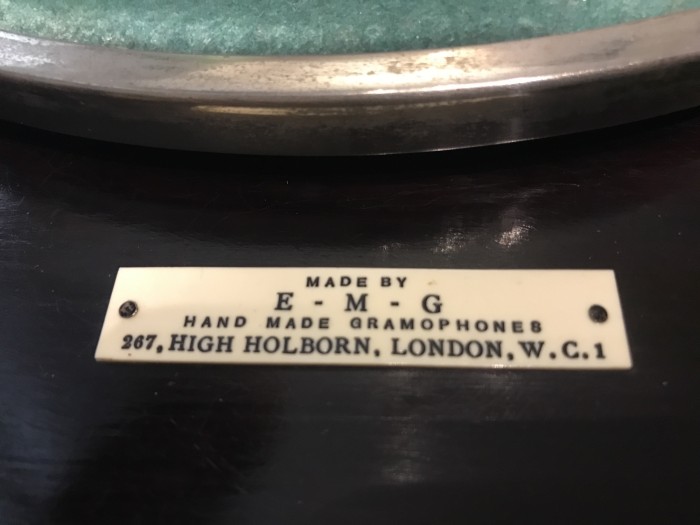 MADE BY
E - M - G
HAND MADE GRAMOPHONES
267, HIGH HOLBORN, LONDON, W.C.1